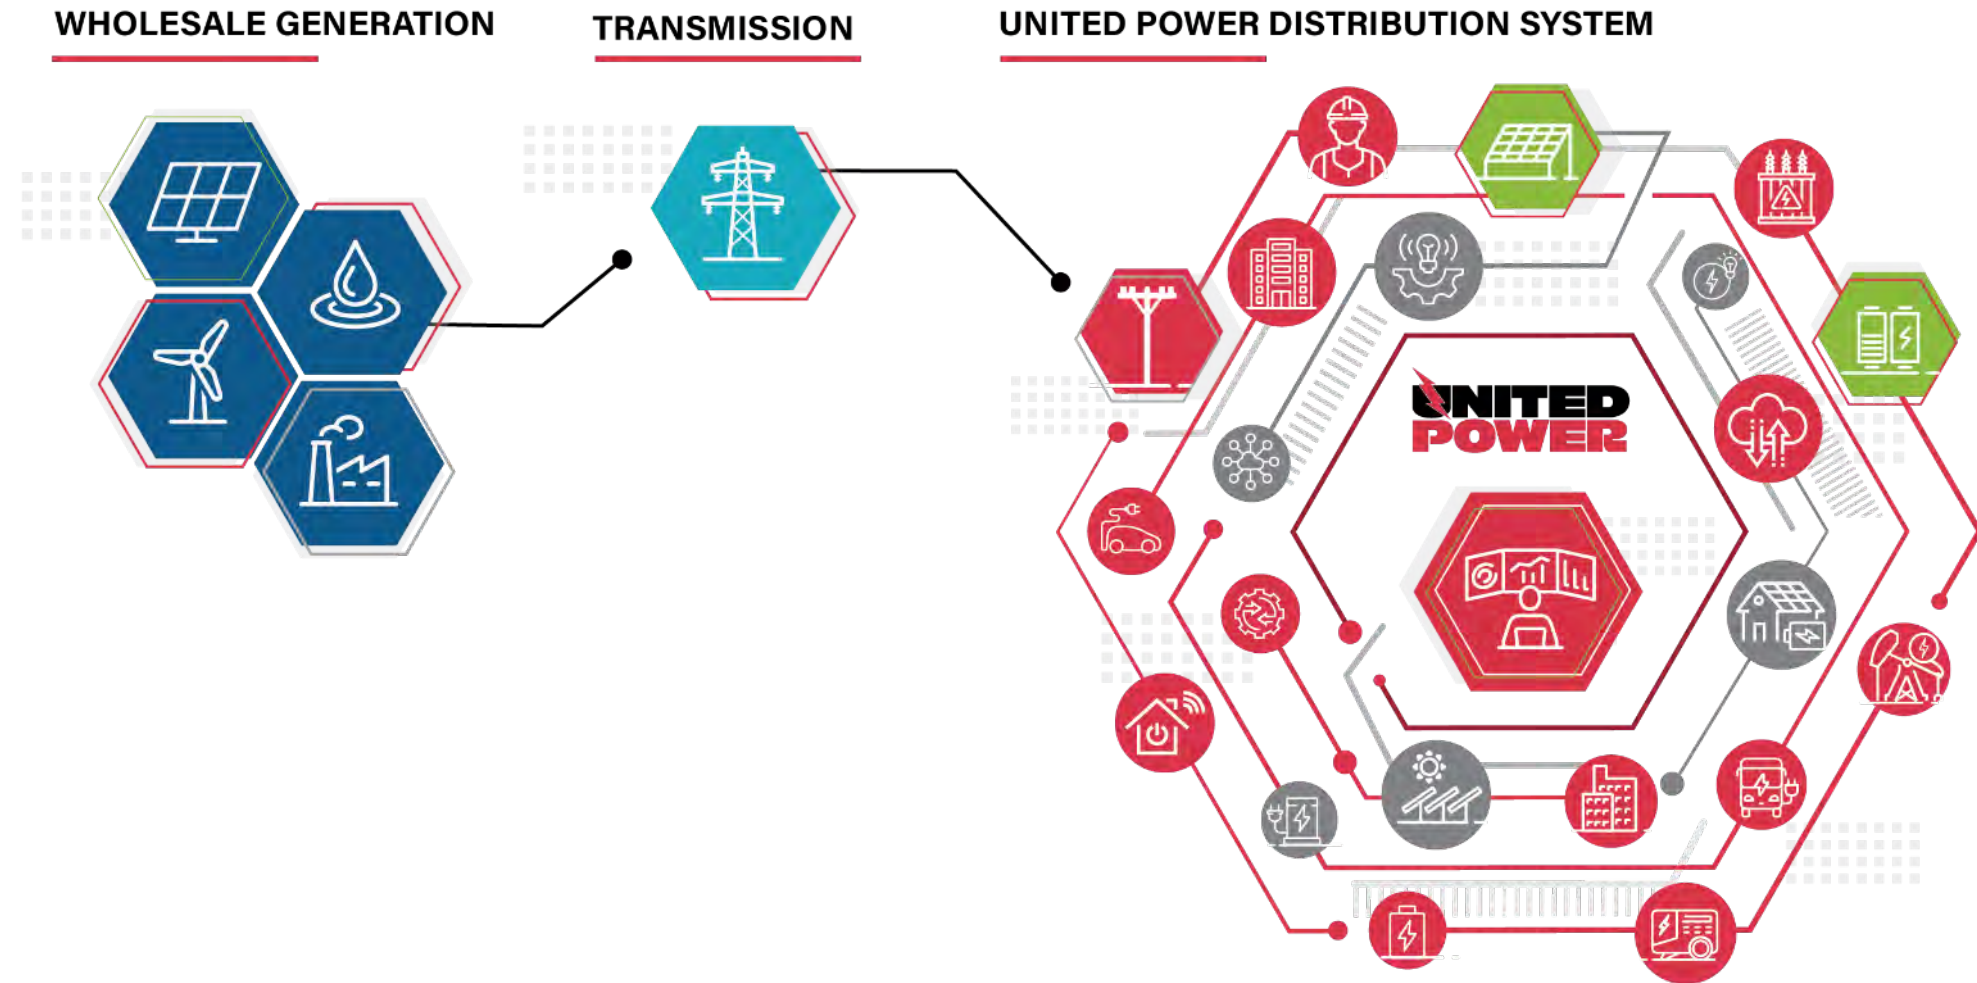 WHOLESALE GENERATION
TRANSMISSION
UNITED POWER DISTRIBUTION SYSTEM
UNITED
POWER